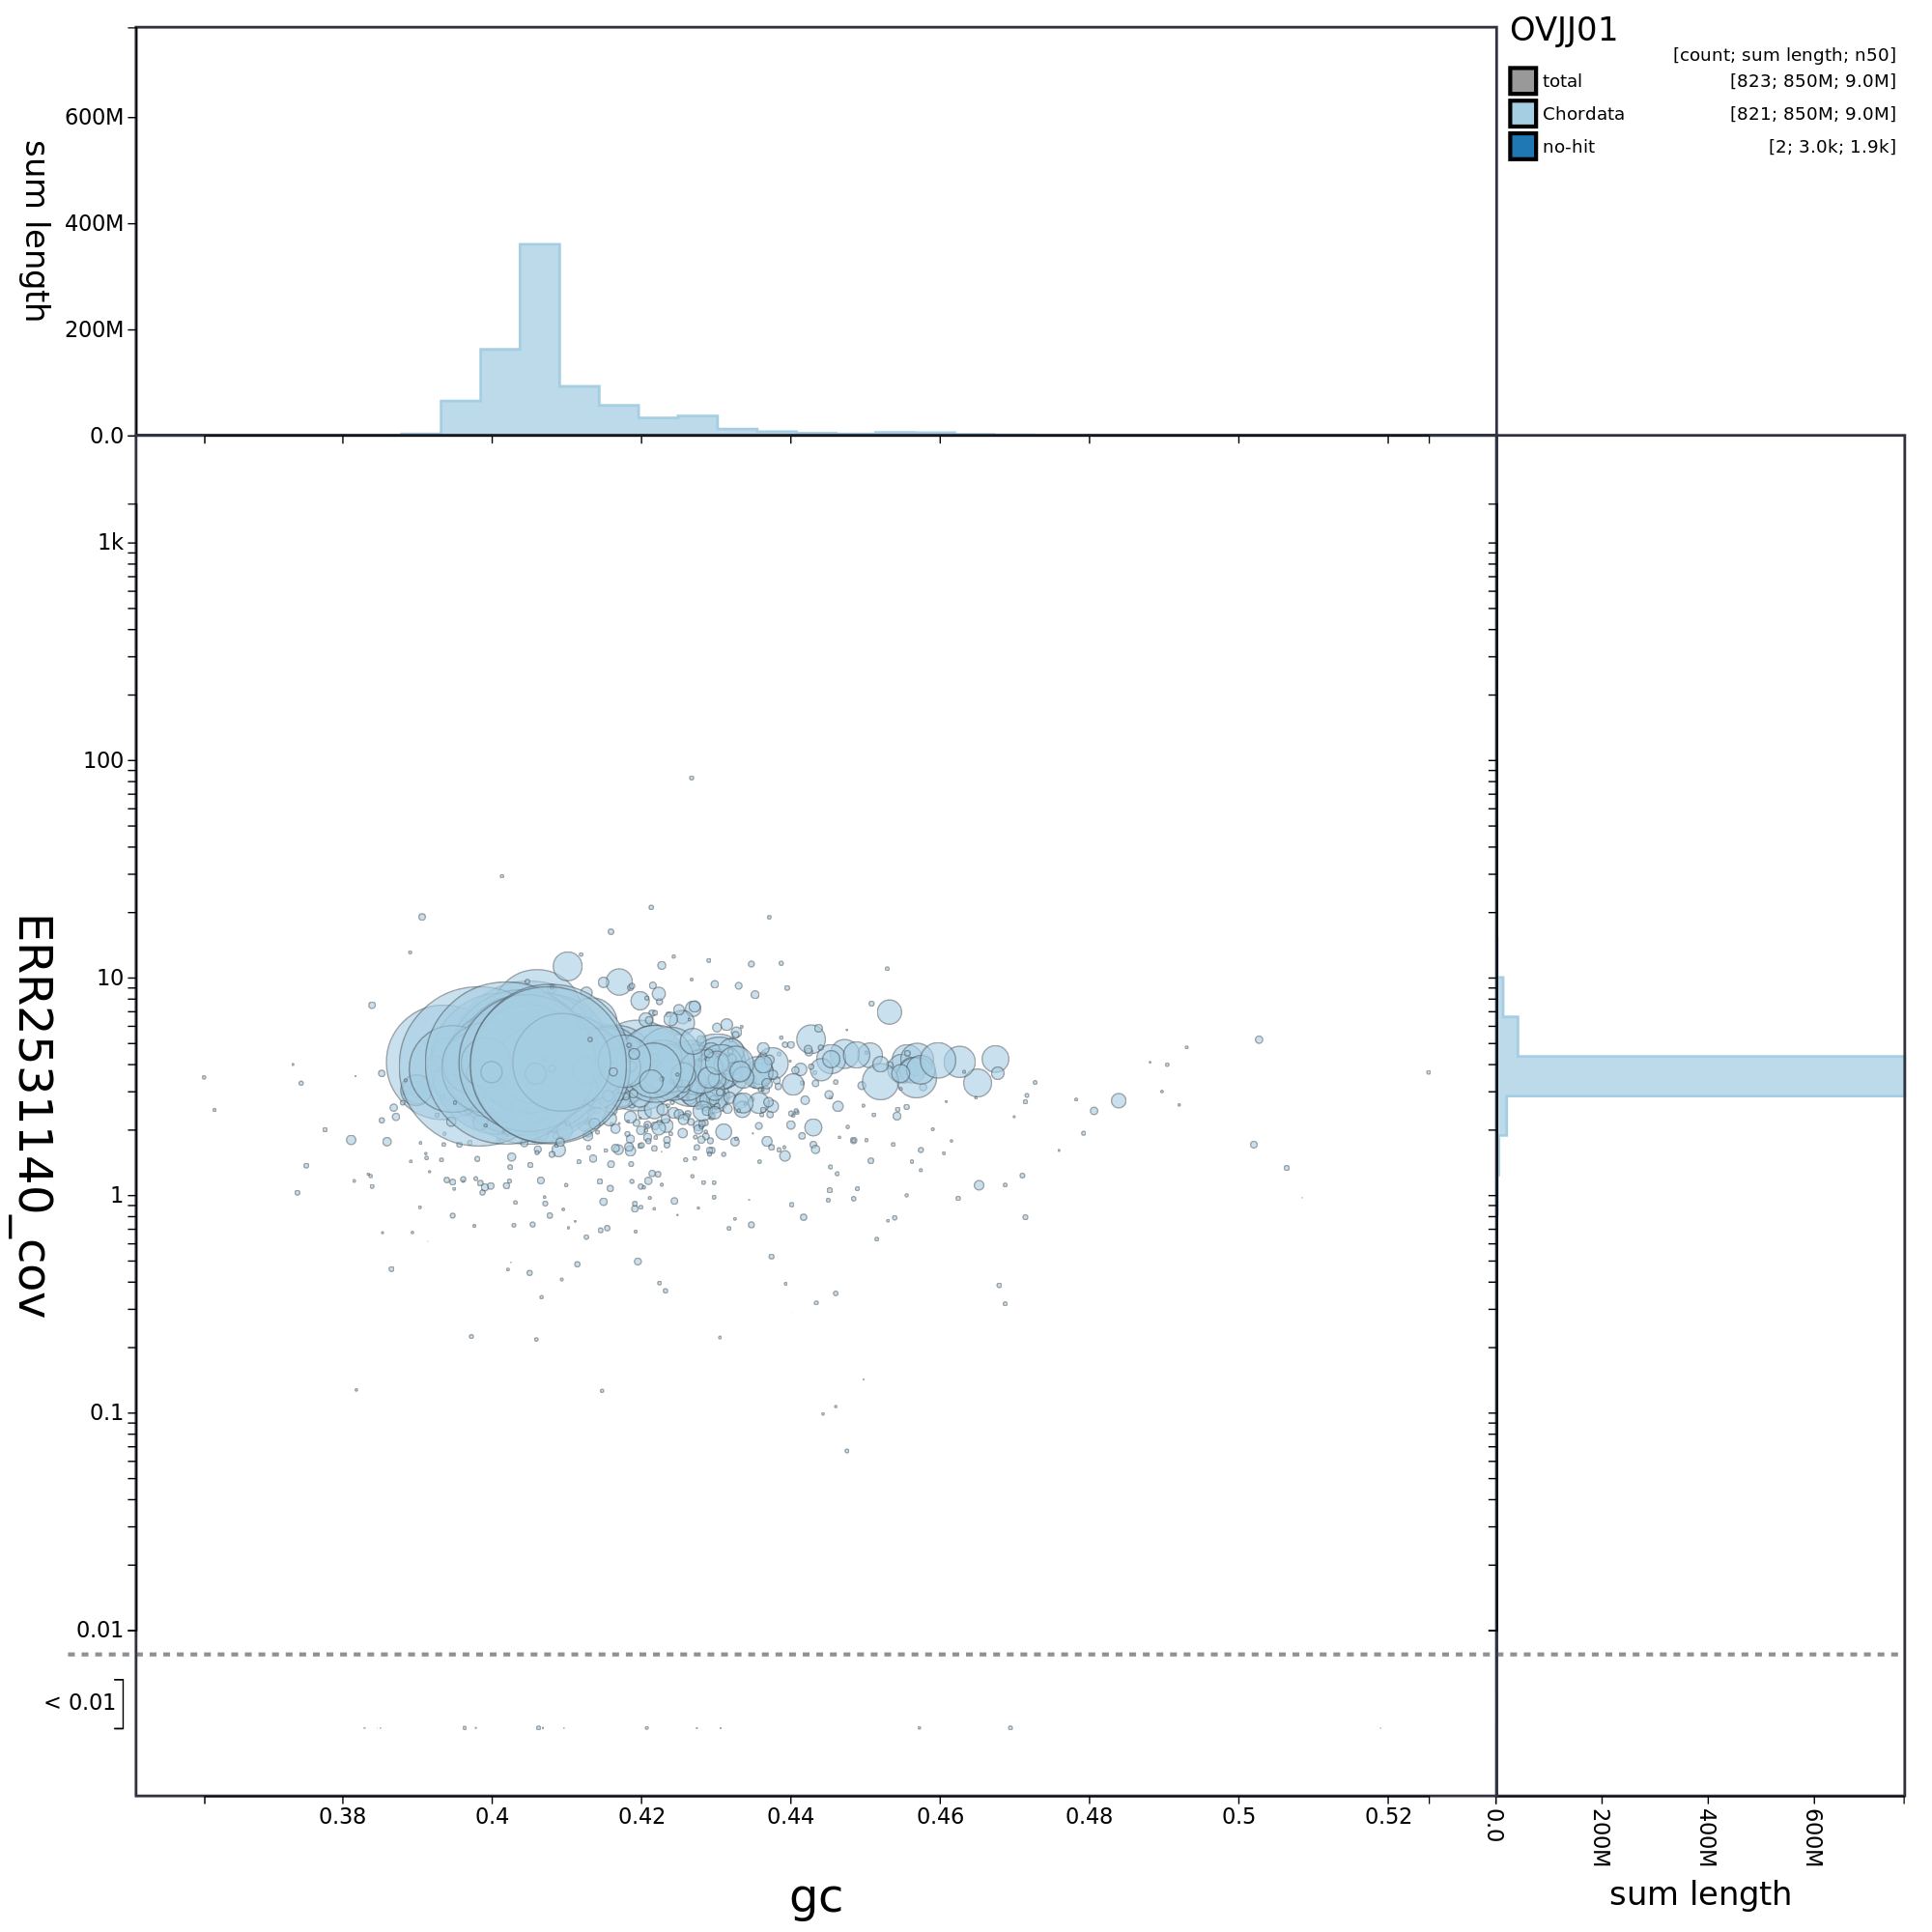 OVJJ01
[count; sum length; n50]
total [823; 850M; 9.0M]
Chordata [821; 850M; 9.0M]
no-hit [2; 3.0k; 1.9k]
sum length
600M
400M
200M
0.0
ERR2531140_cov
1k
100
10
1
0.1
0.01
< 0.01
0.38 0.4 0.42 0.44 0.46 0.48 0.5 0.52
gc
0.0 200M 400M 600M
sum length